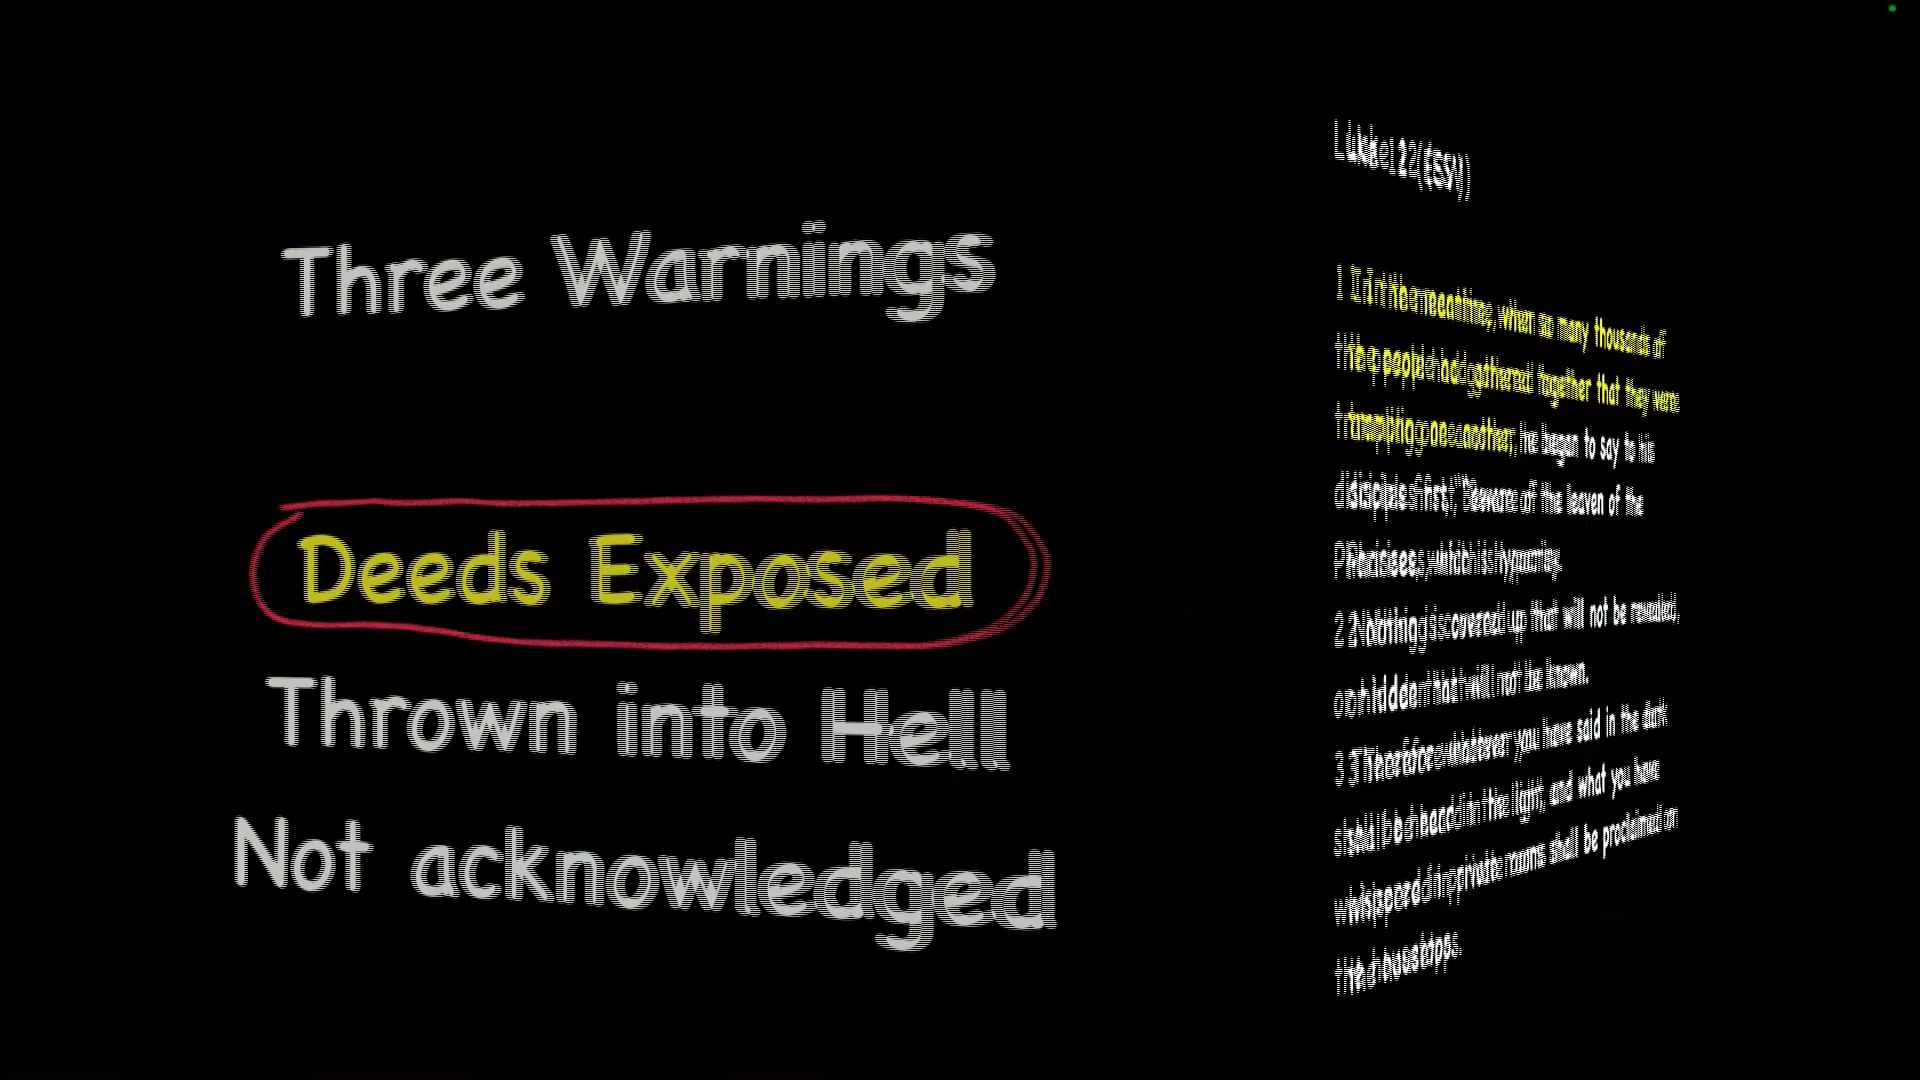 Three Warnings
Deeds Exposed
Thrown into Hell
Not acknowledged
Luke 12 (ESV)
1 In the meantime, when so many thousands of
the people had gathered together that they were
trampling one another, he began to say to his
disciples first, "Beware of the leaven of the
Pharisees, which is hypocrisy.
2 Nothing is covered up that will not be revealed,
or hidden that will not be known.
3 Therefore whatever you have said in the dark
shall be heard in the light, and what you have
whispered in private rooms shall be proclaimed on
the housetops.